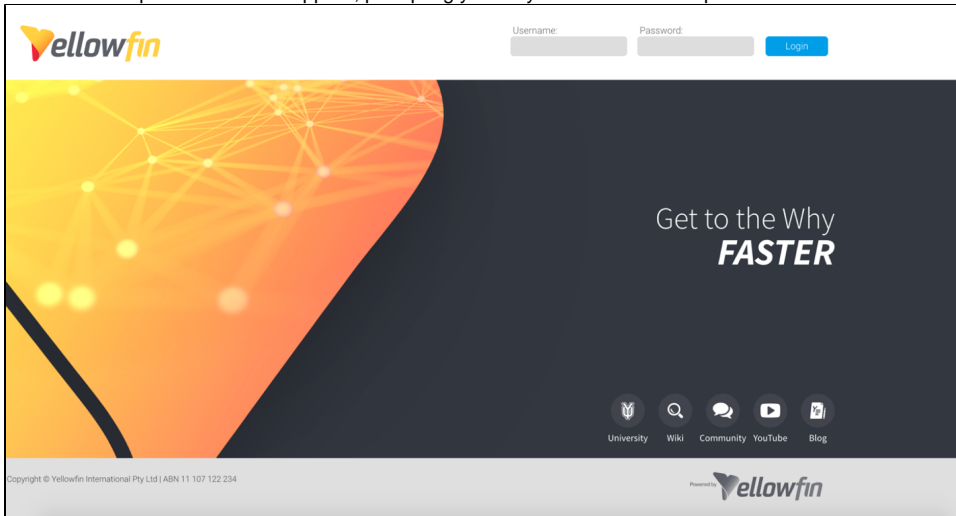 Yellowfin
Username:
Password:
Login
Get to the Why
FASTER
University
Wiki
Community
YouTube
Blog
Copyright © Yellowfin International Pty Ltd | ABN 11 107 122 234
Powered by Yellowfin